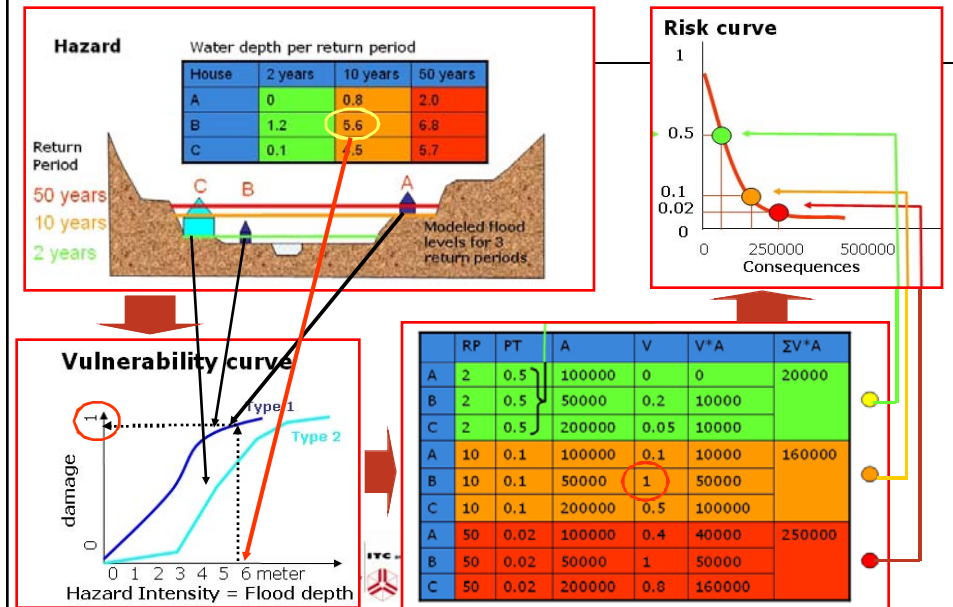 Hazard
Water depth per return period
House 2 years 10 years 50 years
A 0 0.8 2.0
B 1.2 5.6 6.8
C 0.1 4.5 5.7
Return
Period
50 years
10 years
2 years
C B A
Modeled flood
levels for 3
return periods
Risk curve
1
0.5
0.1
0.02
0
0 250000 500000
Consequences
Vulnerability curve
1
Type 1
Type 2
damage
0
0 1 2 3 4 5 6 meter
Hazard Intensity = Flood depth
ITC
RP PT A V V*A ΣV*A
A 2 0.5 100000 0 0 20000
B 2 0.5 50000 0.2 10000
C 2 0.5 200000 0.05 10000
A 10 0.1 100000 0.1 10000 160000
B 10 0.1 50000 1 50000
C 10 0.1 200000 0.5 100000
A 50 0.02 100000 0.4 40000 250000
B 50 0.02 50000 1 50000
C 50 0.02 200000 0.8 160000